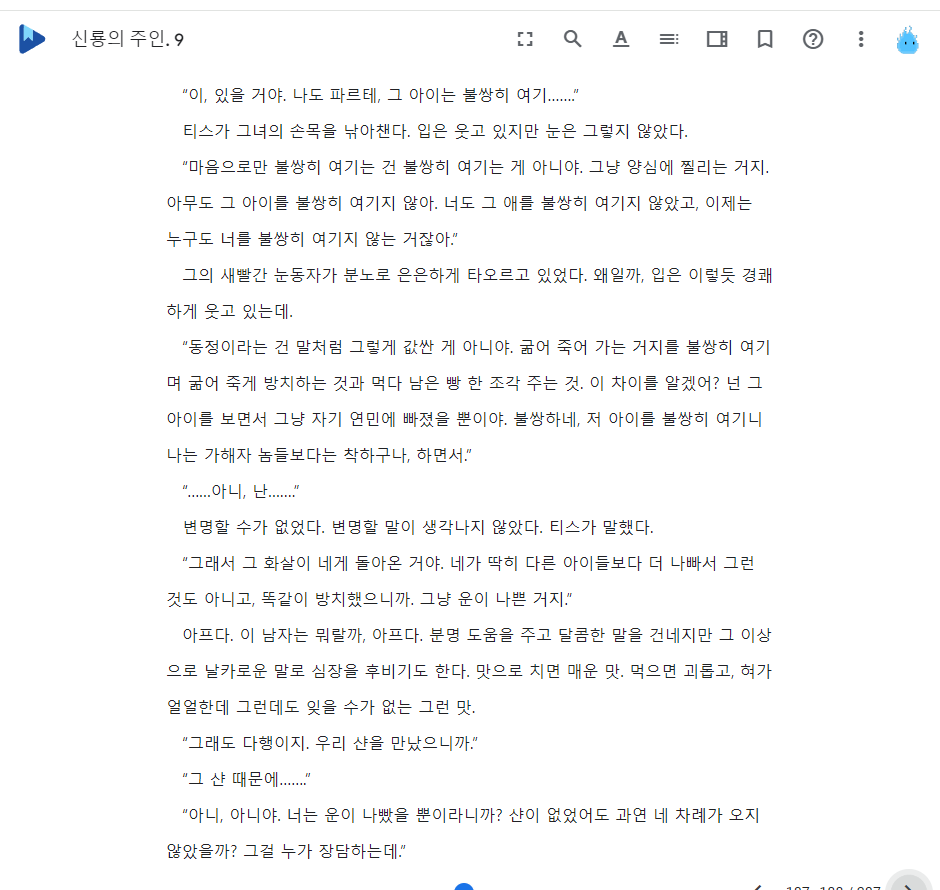 신룡의 주인. 9
“이, 있을 거야. 나도 파르테, 그 아이는 불쌍히 여기…….”
티스가 그녀의 손목을 낚아챈다. 입은 웃고 있지만 눈은 그렇지 않았다.
“마음으로만 불쌍히 여기는 건 불쌍히 여기는 게 아니야. 그냥 양심에 찔리는 거지.
아무도 그 아이를 불쌍히 여기지 않아. 너도 그 애를 불쌍히 여기지 않았고, 이제는
누구도 너를 불쌍히 여기지 않는 거잖아.”
그의 새빨간 눈동자가 분노로 은은하게 타오르고 있었다. 왜일까, 입은 이렇듯 경쾌
하게 웃고 있는데.
“동정이라는 건 말처럼 그렇게 값싼 게 아니야. 굶어 죽어 가는 거지를 불쌍히 여기
며 굶어 죽게 방치하는 것과 먹다 남은 빵 한 조각 주는 것. 이 차이를 알겠어? 넌 그
아이를 보면서 그냥 자기 연민에 빠졌을 뿐이야. 불쌍하네, 저 아이를 불쌍히 여기니
나는 가해자 놈들보다는 착하구나, 하면서.”
“……아니, 난…….”
변명할 수가 없었다. 변명할 말이 생각나지 않았다. 티스가 말했다.
“그래서 그 화살이 네게 돌아온 거야. 네가 딱히 다른 아이들보다 더 나빠서 그런
것도 아니고, 똑같이 방치했으니까. 그냥 운이 나쁜 거지.”
아프다. 이 남자는 뭐랄까, 아프다. 분명 도움을 주고 달콤한 말을 건네지만 그 이상
으로 날카로운 말로 심장을 후비기도 한다. 맛으로 치면 매운 맛. 먹으면 괴롭고, 혀가
얼얼한데 그런데도 잊을 수가 없는 그런 맛.
“그래도 다행이지. 우리 샨을 만났으니까.”
“그 샨 때문에…….”
“아니, 아니야. 너는 운이 나빴을 뿐이라니까? 샨이 없었어도 과연 네 차례가 오지
않았을까? 그걸 누가 장담하는데.”